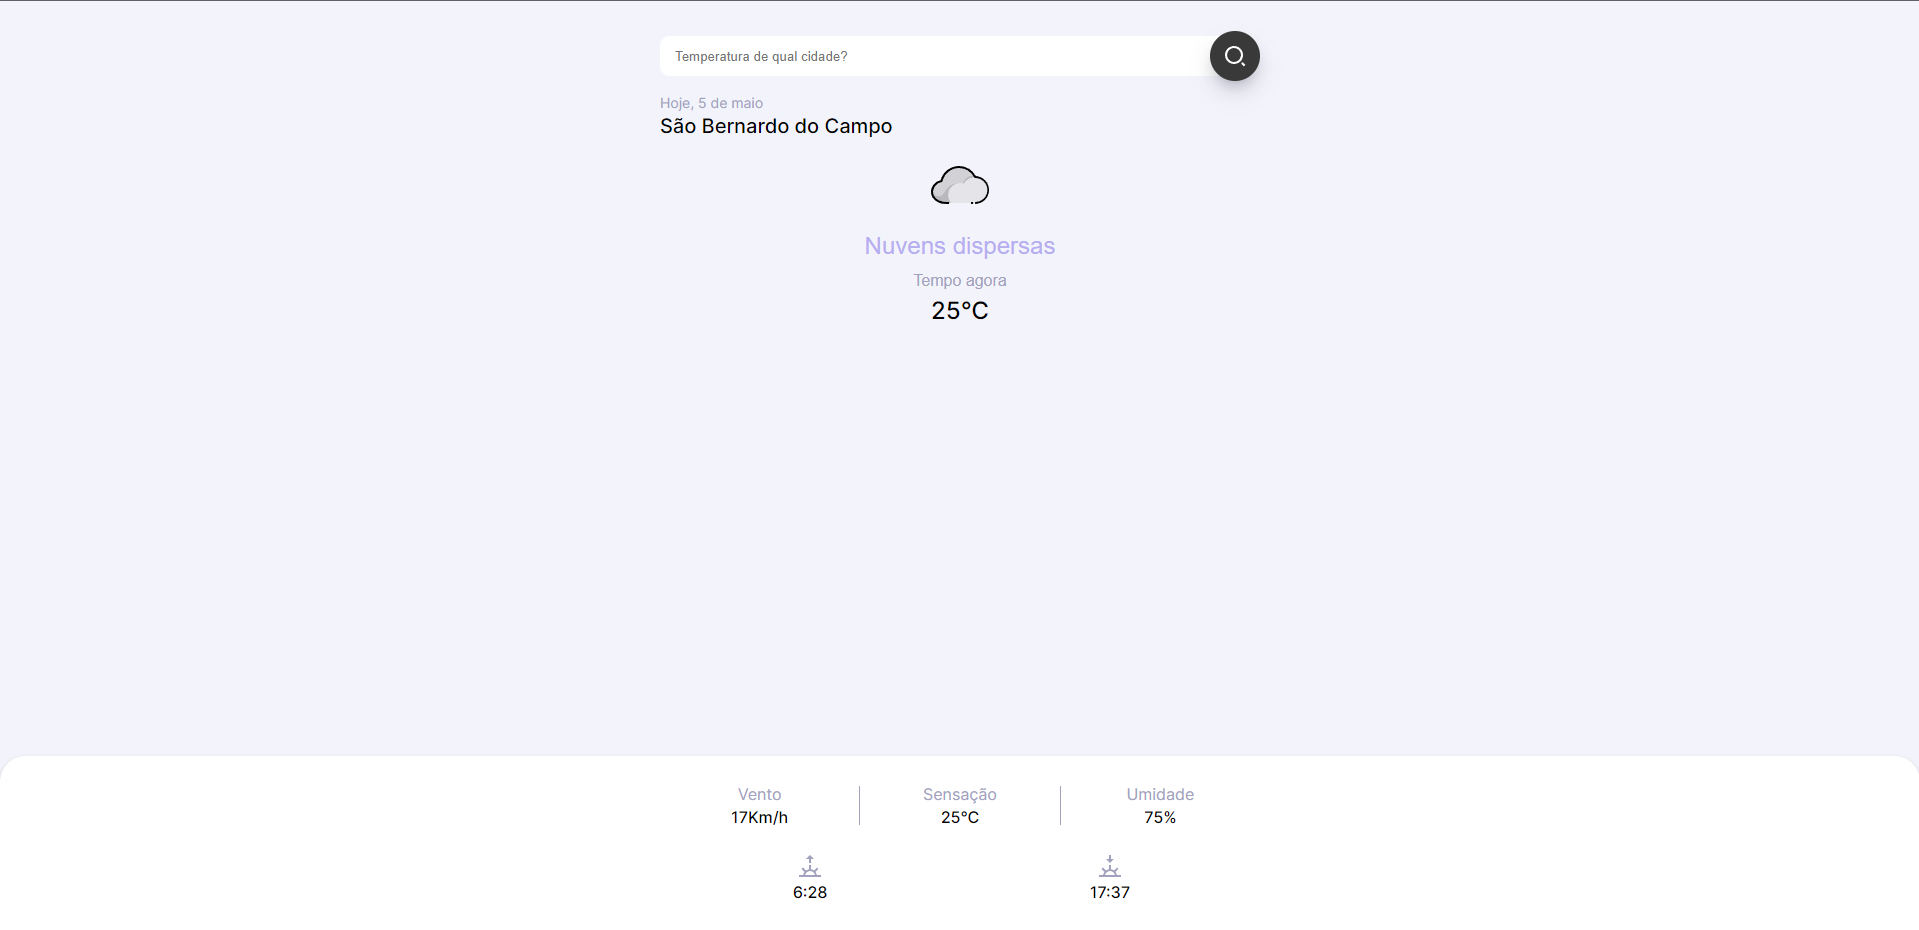 Temperatura de qual cidade?
Hoje, 5 de maio
São Bernardo do Campo
Nuvens dispersas
Tempo agora
25°C
Vento
17Km/h
Sensação
25°C
Umidade
75%
6:28
17:37